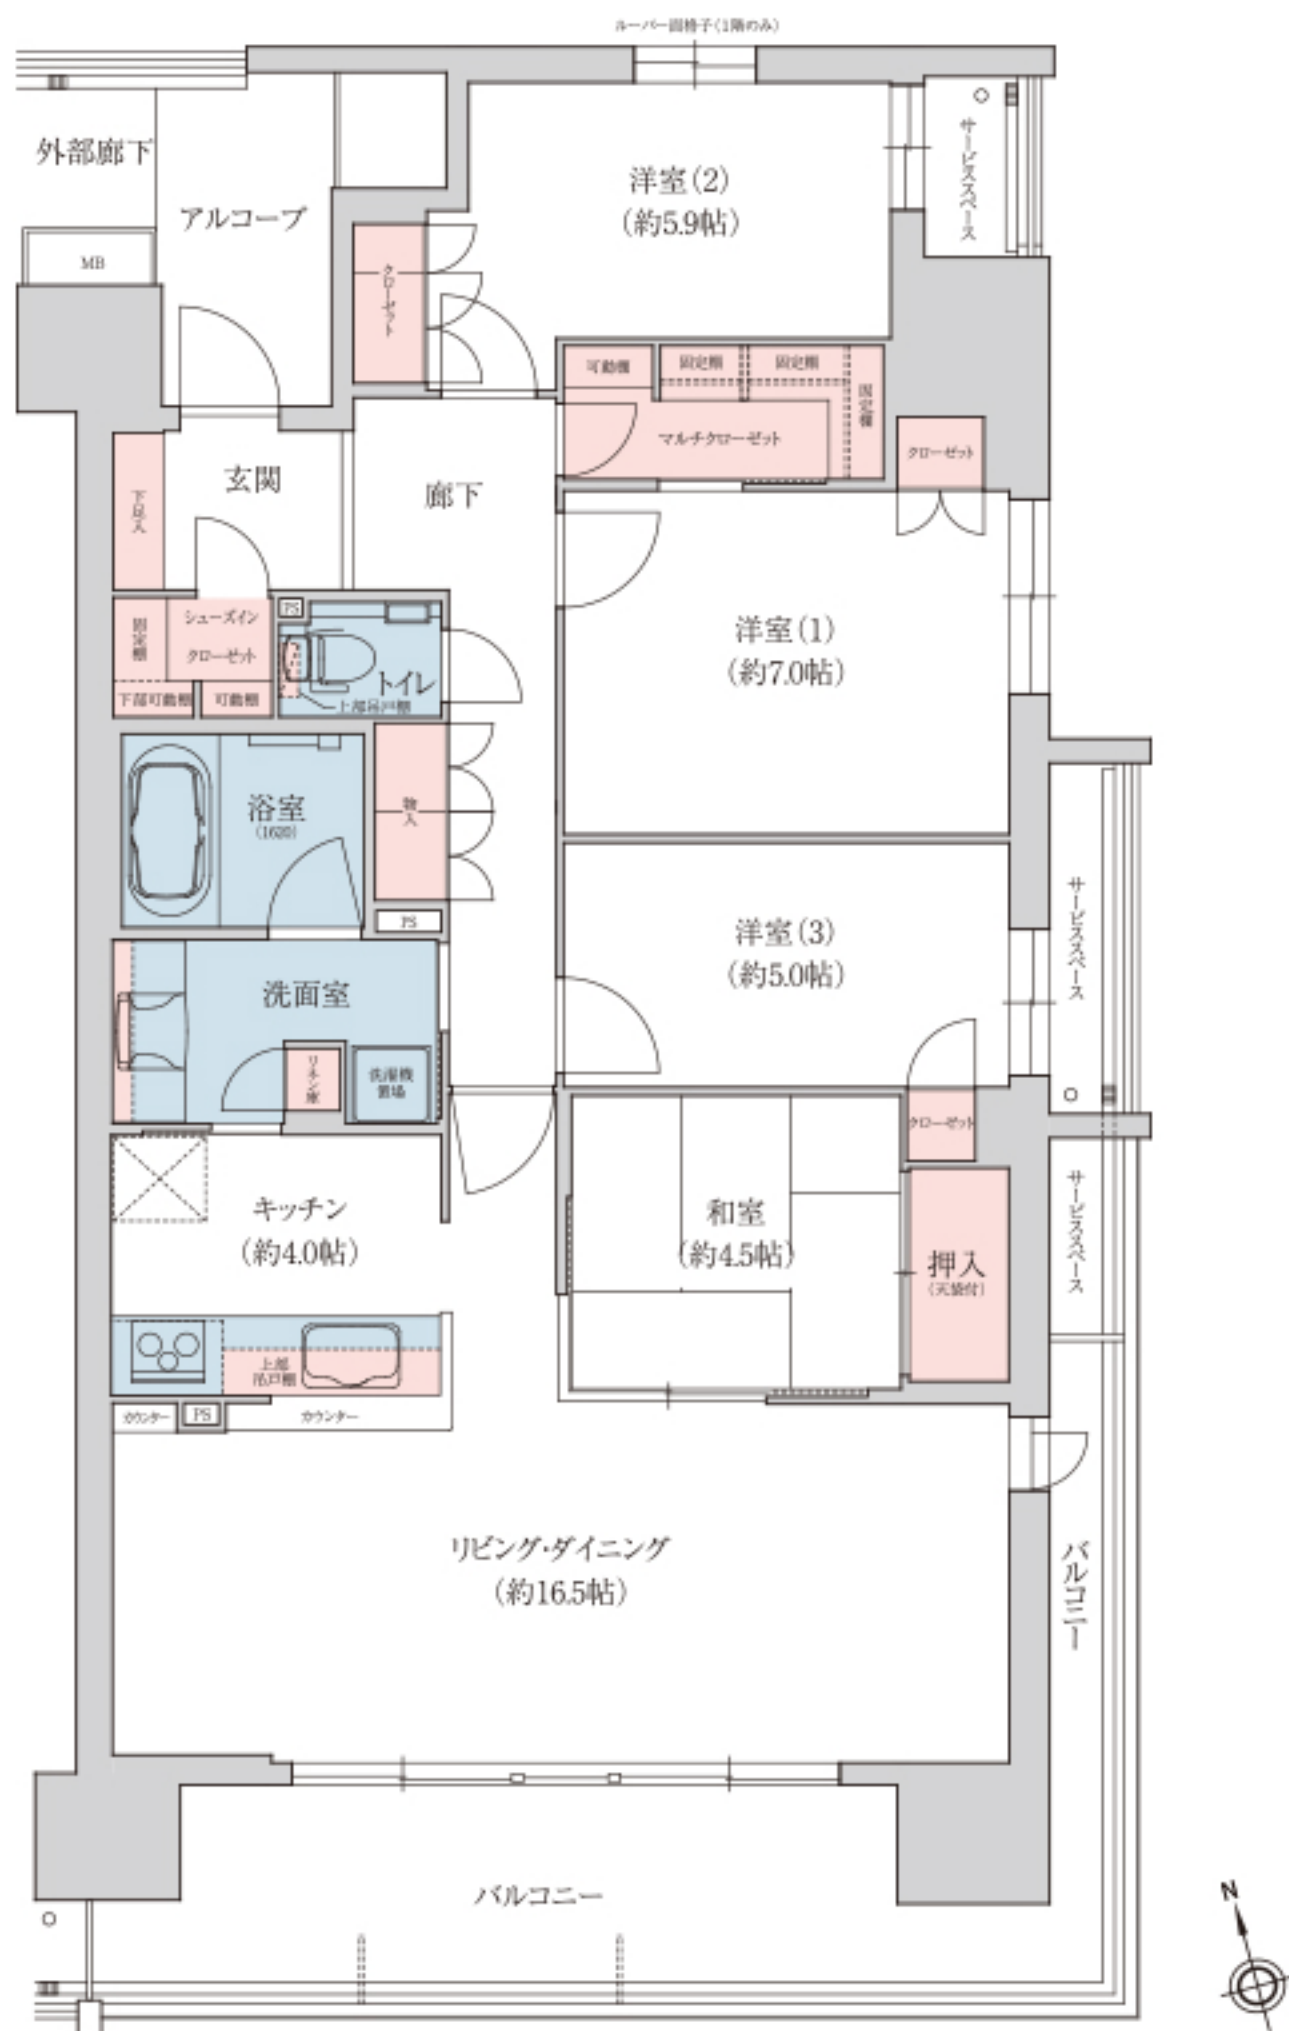 ルーバー面格子(1階のみ)
外部廊下
アルコーブ
MB
洋室(2)
(約5.9帖)
サービススペース
クローゼット
可動棚
固定棚
固定棚
固定棚
マルチクローゼット
クローゼット
玄関
下足入
廊下
固定棚
シューズイン
クローゼット
下部可動棚
可動棚
PS
トイレ
上部吊戸棚
洋室(1)
(約7.0帖)
浴室
(1620)
物入
PS
洋室(3)
(約5.0帖)
サービススペース
洗面室
リネン庫
洗濯機
置場
クローゼット
キッチン
(約4.0帖)
和室
(約4.5帖)
押入
(天袋付)
サービススペース
上部
吊戸棚
カウンター
PS
カウンター
リビング・ダイニング
(約16.5帖)
バルコニー
バルコニー
N